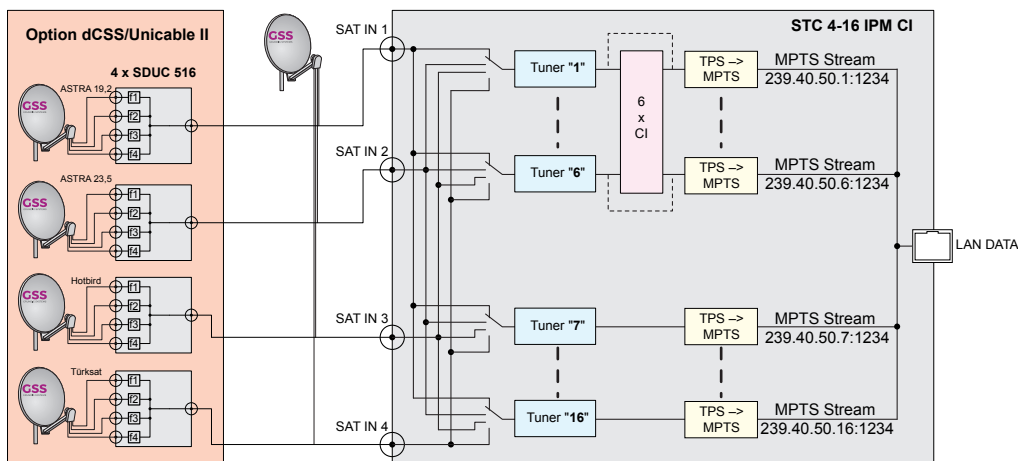 Option dCSS/Unicable II
4 x SDUC 516
ASTRA 19,2
GSS
f1
f2
f3
f4
ASTRA 23,5
GSS
f1
f2
f3
f4
Hotbird
GSS
f1
f2
f3
f4
Türksat
GSS
f1
f2
f3
f4
GSS
SAT IN 1
SAT IN 2
SAT IN 3
SAT IN 4
STC 4-16 IPM CI
Tuner "1"
Tuner "6"
Tuner "7"
Tuner "16"
6
x
CI
TPS –>
MPTS
MPTS Stream
239.40.50.1:1234
TPS –>
MPTS
MPTS Stream
239.40.50.6:1234
TPS –>
MPTS
MPTS Stream
239.40.50.7:1234
TPS –>
MPTS
MPTS Stream
239.40.50.16:1234
LAN DATA